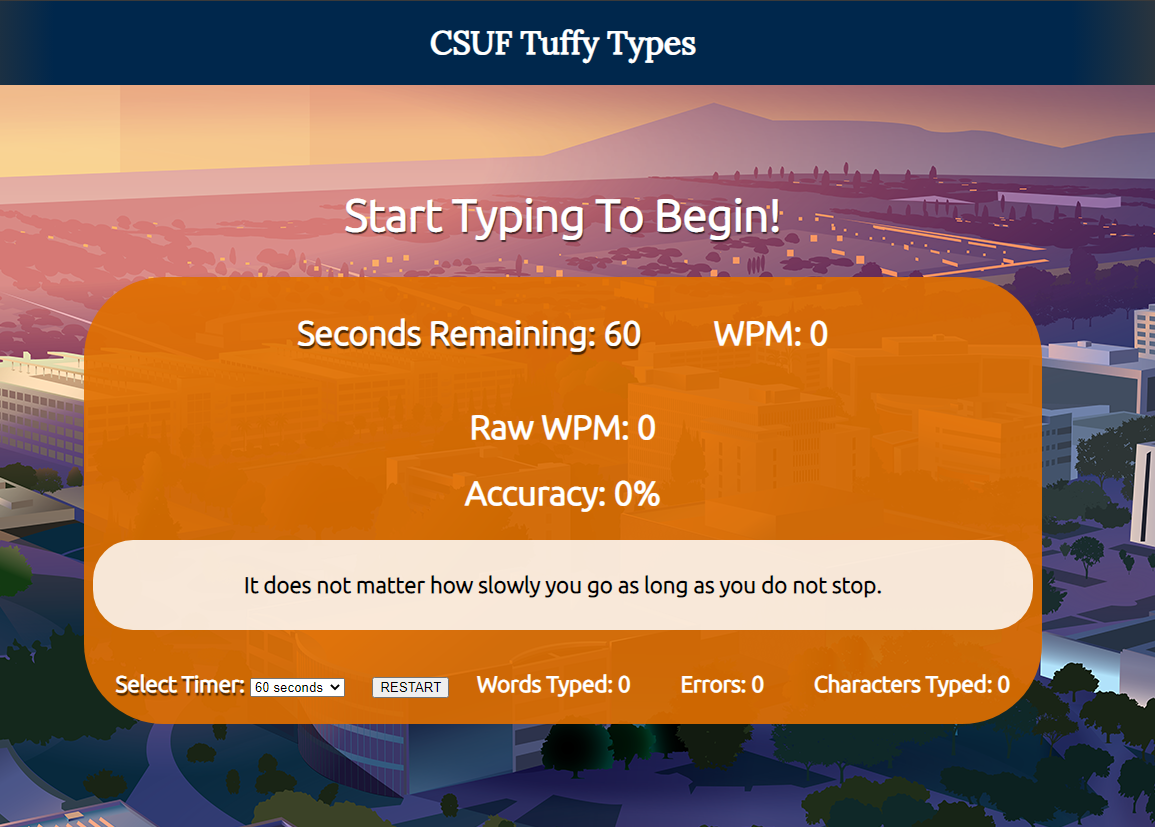 CSUF Tuffy Types
Start Typing To Begin!
Seconds Remaining: 60 WPM: 0
Raw WPM: 0
Accuracy: 0%
It does not matter how slowly you go as long as you do not stop.
Select Timer: 60 seconds RESTART Words Typed: 0 Errors: 0 Characters Typed: 0